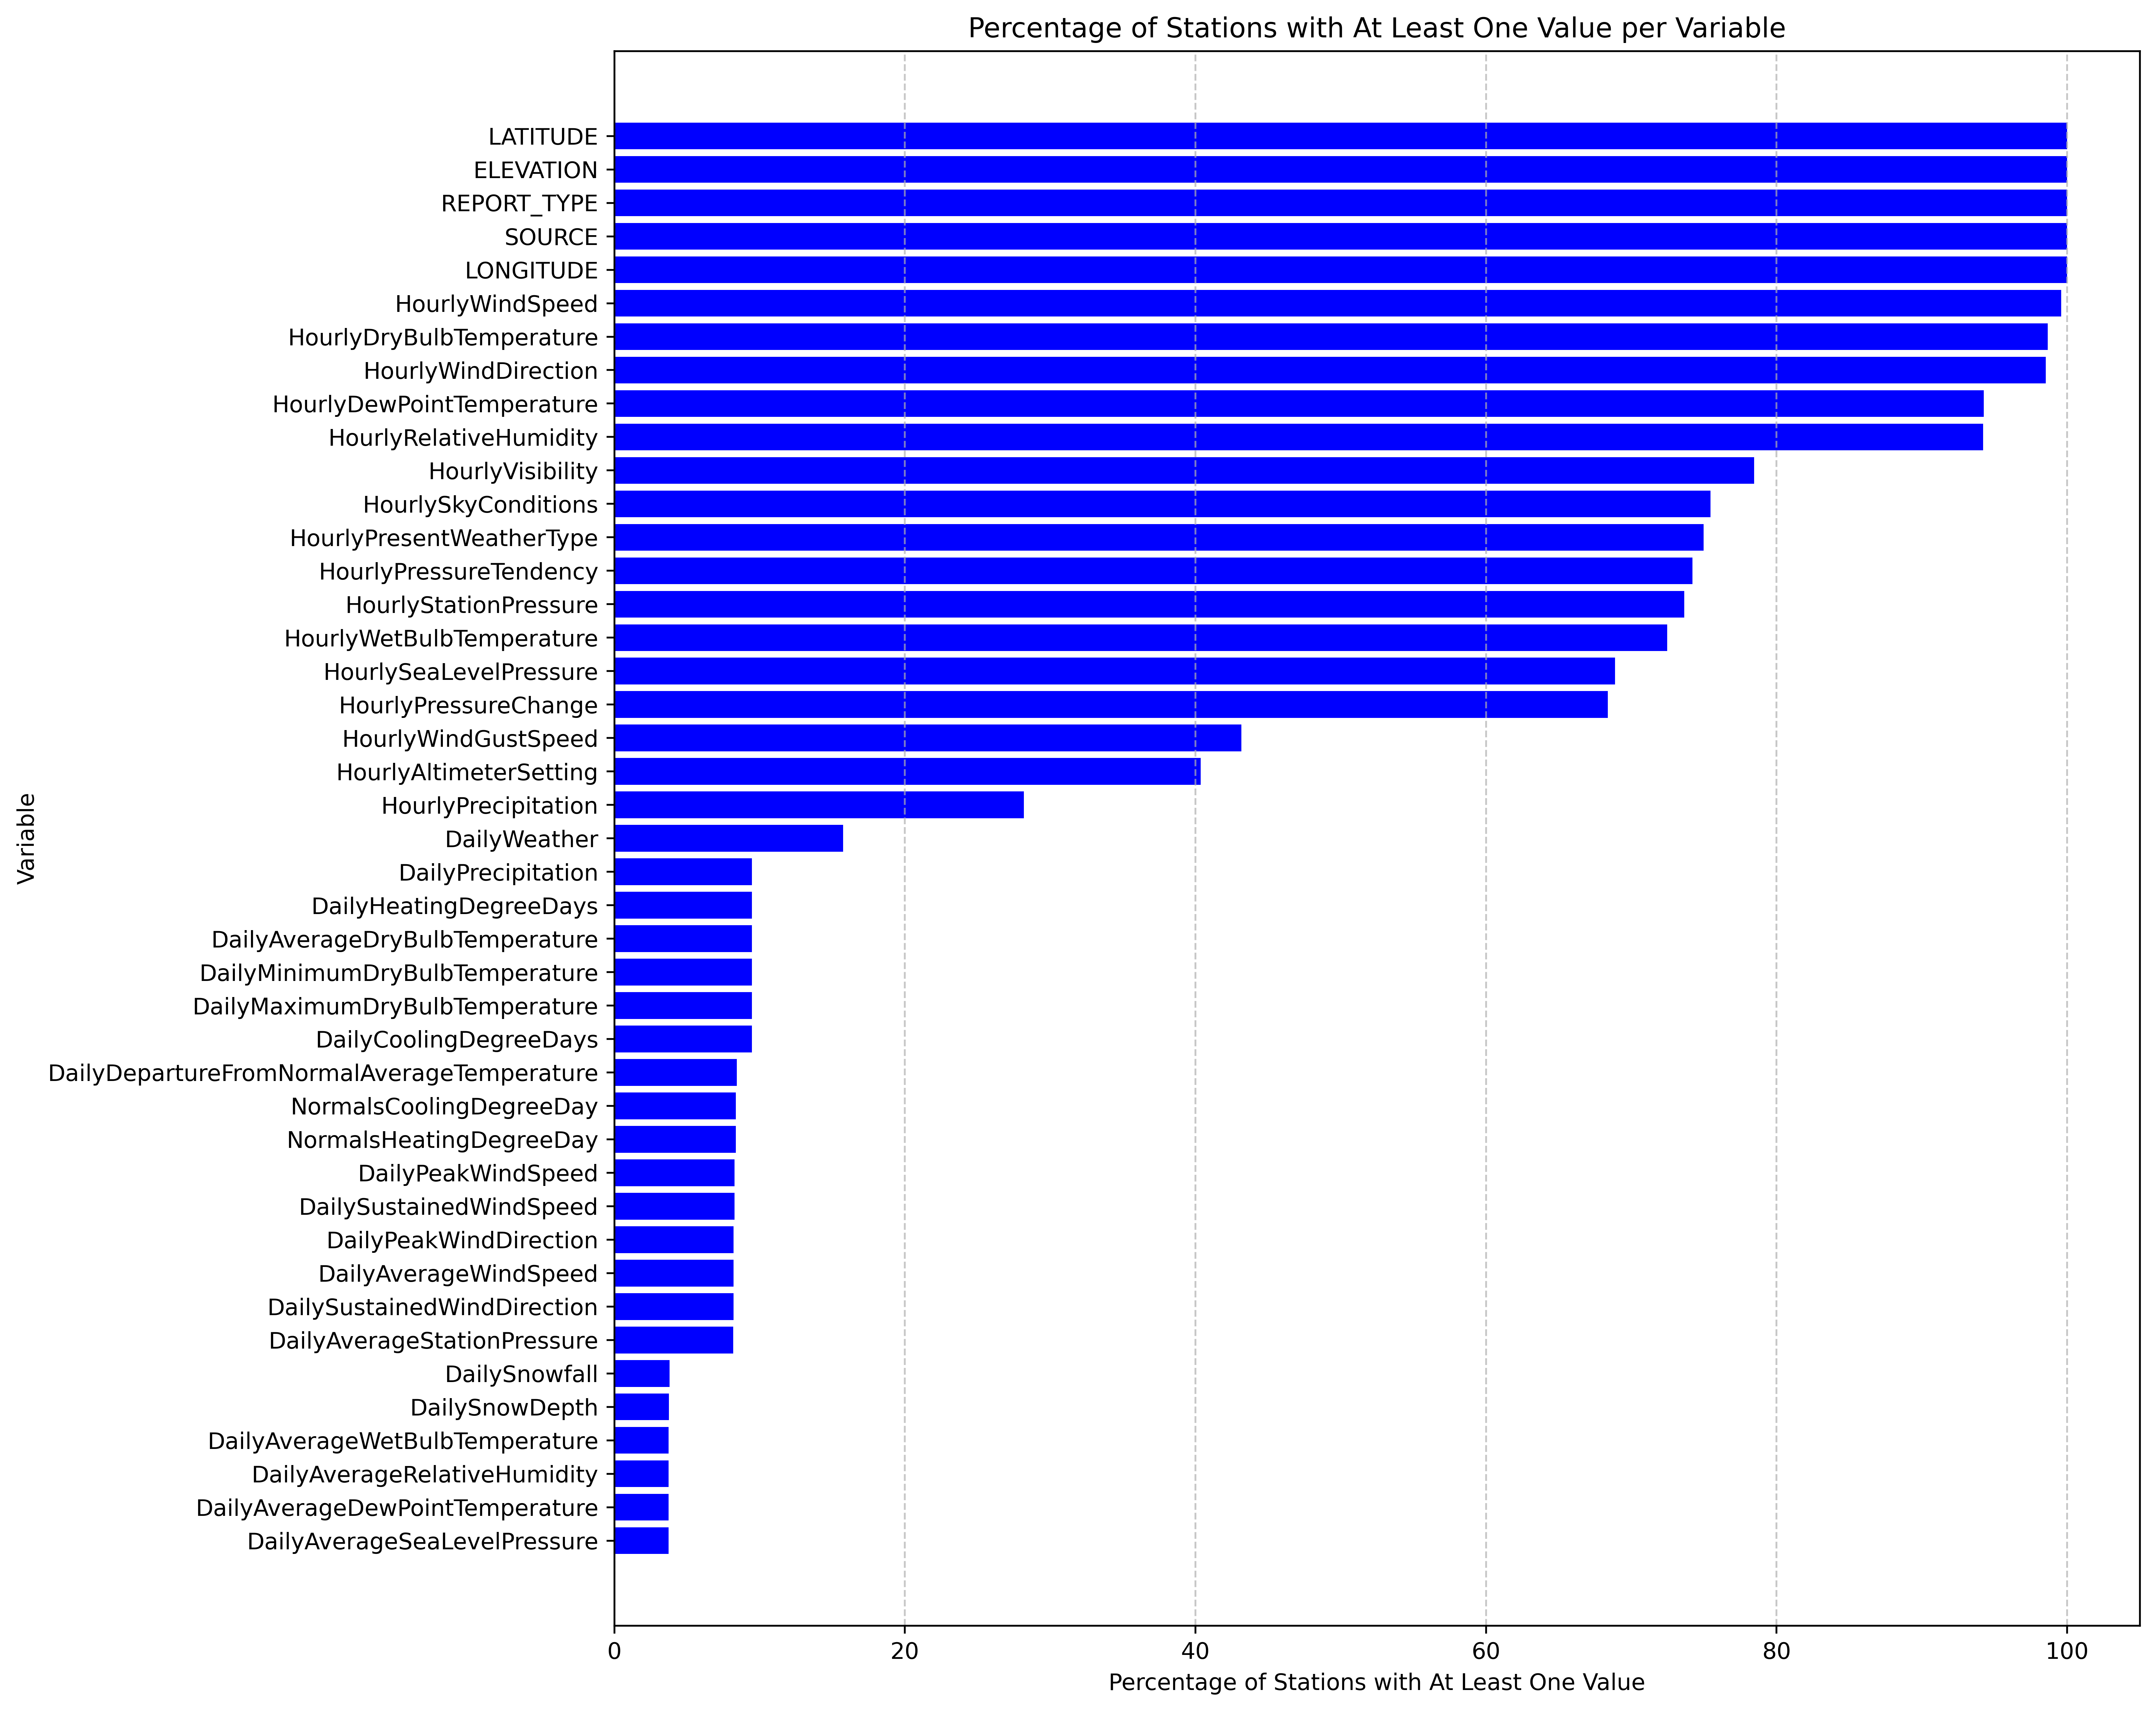 Percentage of Stations with At Least One Value per Variable
Variable
LATITUDE
ELEVATION
REPORT_TYPE
SOURCE
LONGITUDE
HourlyWindSpeed
HourlyDryBulbTemperature
HourlyWindDirection
HourlyDewPointTemperature
HourlyRelativeHumidity
HourlyVisibility
HourlySkyConditions
HourlyPresentWeatherType
HourlyPressureTendency
HourlyStationPressure
HourlyWetBulbTemperature
HourlySeaLevelPressure
HourlyPressureChange
HourlyWindGustSpeed
HourlyAltimeterSetting
HourlyPrecipitation
DailyWeather
DailyPrecipitation
DailyHeatingDegreeDays
DailyAverageDryBulbTemperature
DailyMinimumDryBulbTemperature
DailyMaximumDryBulbTemperature
DailyCoolingDegreeDays
DailyDepartureFromNormalAverageTemperature
NormalsCoolingDegreeDay
NormalsHeatingDegreeDay
DailyPeakWindSpeed
DailySustainedWindSpeed
DailyPeakWindDirection
DailyAverageWindSpeed
DailySustainedWindDirection
DailyAverageStationPressure
DailySnowfall
DailySnowDepth
DailyAverageWetBulbTemperature
DailyAverageRelativeHumidity
DailyAverageDewPointTemperature
DailyAverageSeaLevelPressure
0 20 40 60 80 100
Percentage of Stations with At Least One Value